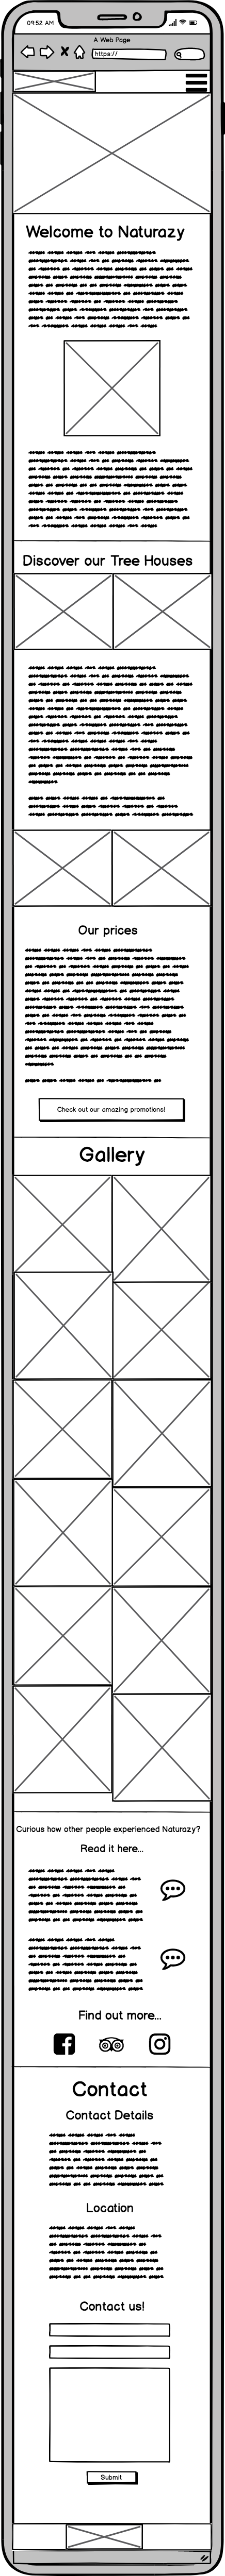 09:52 AM
A Web Page
https://
Welcome to Naturazy
Discover our Tree Houses
Our prices
Check out our amazing promotions!
Gallery
Curious how other people experienced Naturazy?
Read it here...
Find out more...
Contact
Contact Details
Location
Contact us!
Submit